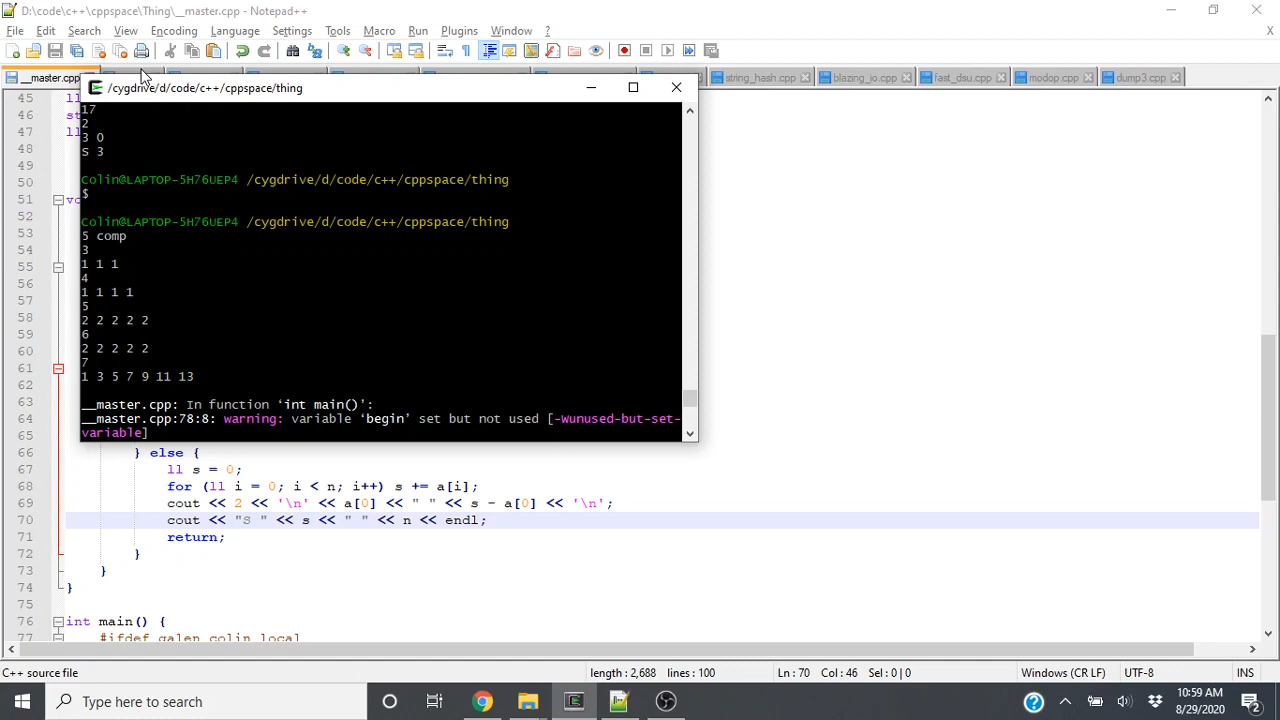 D:\code\c++\cppspace\Thing\__master.cpp - Notepad++
File Edit Search View Encoding Language Settings Tools Macro Run Plugins Window ?
X
__master.cpp string_hash.cpp blazing_io.cpp fast_dsu.cpp modop.cpp dump3.cpp
/cygdrive/d/code/c++/cppspace/thing
17
2
3 0
S 3
Colin@LAPTOP-5H76UEP4 /cygdrive/d/code/c++/cppspace/thing
$
Colin@LAPTOP-5H76UEP4 /cygdrive/d/code/c++/cppspace/thing
5 comp
3
1 1 1
4
1 1 1 1
5
2 2 2 2 2
6
2 2 2 2 2
7
1 3 5 7 9 11 13
__master.cpp: In function ‘int main()’:
__master.cpp:78:8: warning: variable ‘begin’ set but not used [-Wunused-but-set-
variable]
45 ll
46 st
47 ll
48
49
50
51 vo
52
53
54
55
56
57
58
59
60
61
62
63
64
65
66 } else {
67 ll s = 0;
68 for (ll i = 0; i < n; i++) s += a[i];
69 cout << 2 << '\n' << a[0] << " " << s - a[0] << '\n';
70 cout << "S " << s << " " << n << endl;
71 return;
72 }
73 }
74 }
75
76 int main() {
77 #ifdef galen_colin_local
C++ source file length : 2,688 lines : 100 Ln : 70 Col : 46 Sel : 0 | 0 Windows (CR LF) UTF-8 INS
Type here to search
10:59 AM
8/29/2020
2